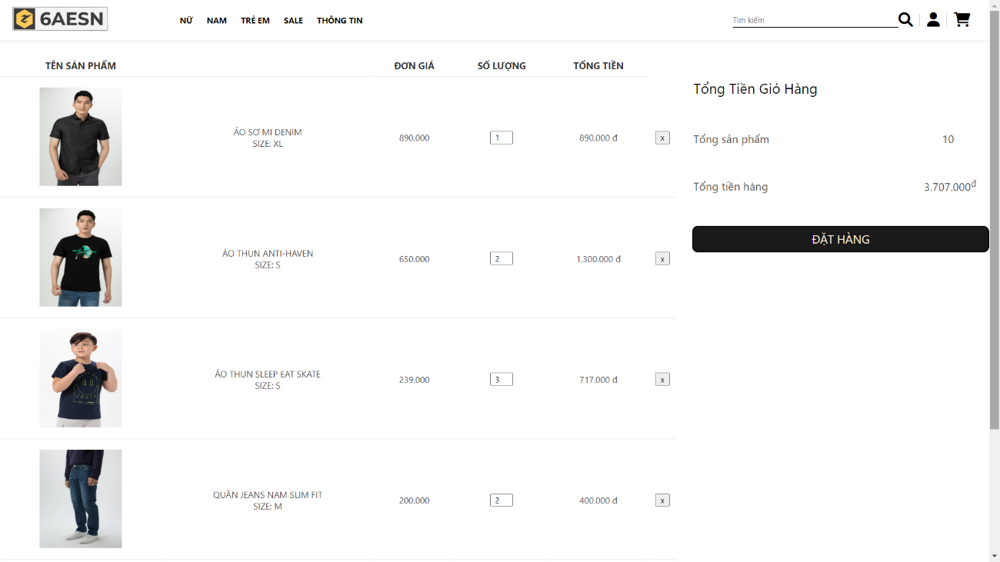 6AESN
NỮ NAM TRẺ EM SALE THÔNG TIN
Tìm kiếm
TÊN SẢN PHẨM ĐƠN GIÁ SỐ LƯỢNG TỔNG TIỀN
ÁO SƠ MI DENIM
SIZE: XL
890.000 1 890.000 đ x
ÁO THUN ANTI-HAVEN
SIZE: S
650.000 2 1.300.000 đ x
ÁO THUN SLEEP EAT SKATE
SIZE: S
239.000 3 717.000 đ x
QUẦN JEANS NAM SLIM FIT
SIZE: M
200.000 2 400.000 đ x
Tổng Tiền Giỏ Hàng
Tổng sản phẩm 10
Tổng tiền hàng 3.707.000đ
ĐẶT HÀNG